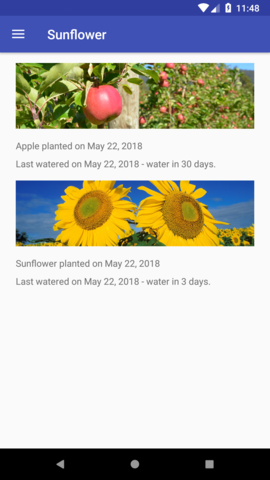 11:48
Sunflower
Apple planted on May 22, 2018
Last watered on May 22, 2018 - water in 30 days.
Sunflower planted on May 22, 2018
Last watered on May 22, 2018 - water in 3 days.